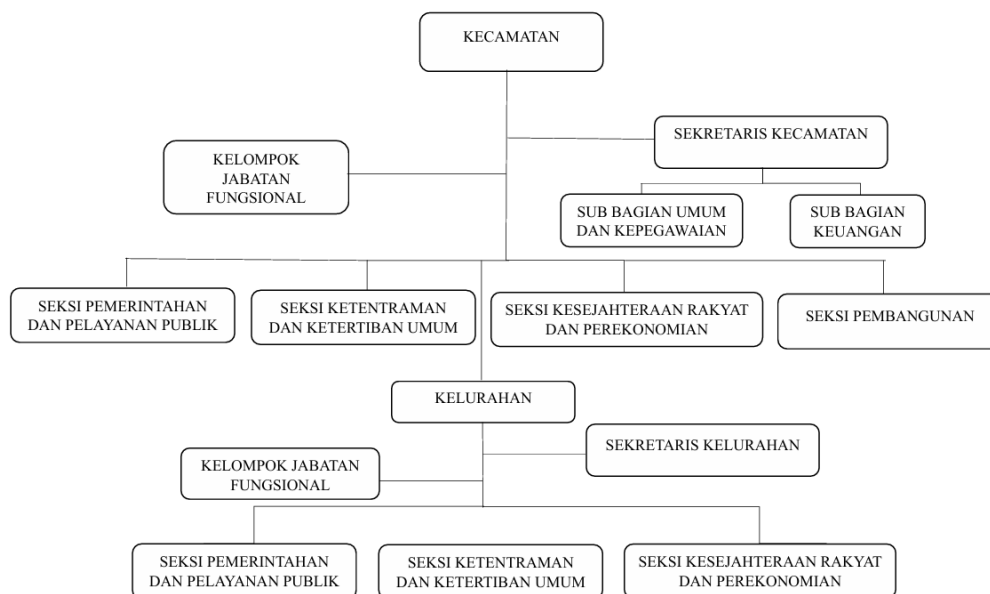 KECAMATAN
SEKRETARIS KECAMATAN
KELOMPOK
JABATAN
FUNGSIONAL
SUB BAGIAN UMUM
DAN KEPEGAWAIAN
SUB BAGIAN
KEUANGAN
SEKSI PEMERINTAHAN
DAN PELAYANAN PUBLIK
SEKSI KETENTRAMAN
DAN KETERTIBAN UMUM
SEKSI KESEJAHTERAAN RAKYAT
DAN PEREKONOMIAN
SEKSI PEMBANGUNAN
KELURAHAN
SEKRETARIS KELURAHAN
KELOMPOK JABATAN
FUNGSIONAL
SEKSI PEMERINTAHAN
DAN PELAYANAN PUBLIK
SEKSI KETENTRAMAN
DAN KETERTIBAN UMUM
SEKSI KESEJAHTERAAN RAKYAT
DAN PEREKONOMIAN